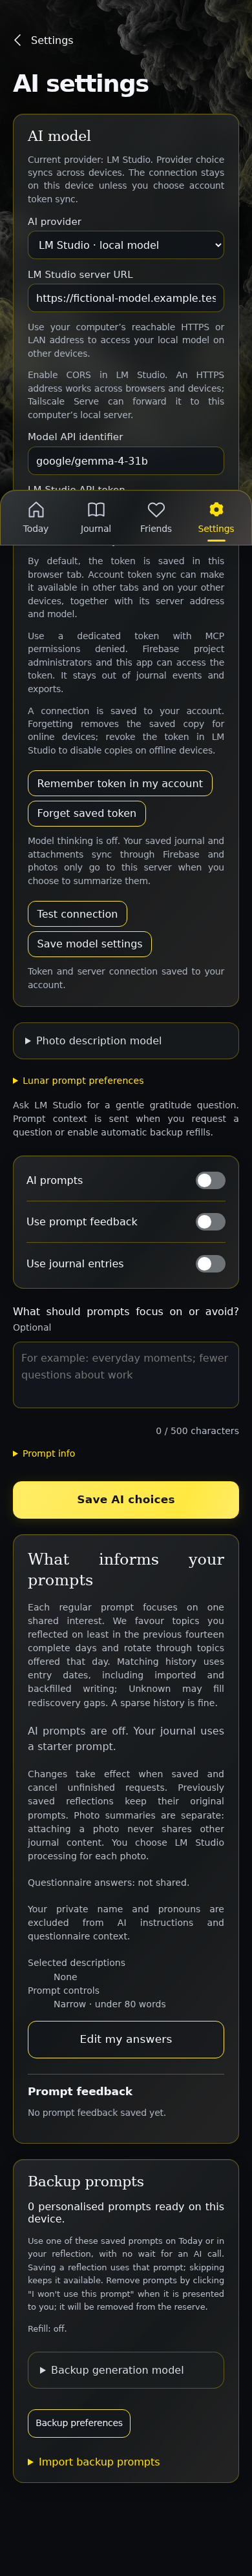 Settings
AI settings
AI model
Current provider: LM Studio. Provider choice
syncs across devices. The connection stays
on this device unless you choose account
token sync.
AI provider
LM Studio · local model
LM Studio server URL
https://fictional-model.example.tes
Use your computer's reachable HTTPS or
LAN address to access your local model on
other devices.
Enable CORS in LM Studio. An HTTPS
address works across browsers and devices;
Tailscale Serve can forward it to this
computer's local server.
Model API identifier
google/gemma-4-31b
LM Studio API token
Today
Journal
Friends
Settings
By default, the token is saved in this
browser tab. Account token sync can make
it available in other tabs and on your other
devices, together with its server address
and model.
Use a dedicated token with MCP
permissions denied. Firebase project
administrators and this app can access the
token. It stays out of journal events and
exports.
A connection is saved to your account.
Forgetting removes the saved copy for
online devices; revoke the token in LM
Studio to disable copies on offline devices.
Remember token in my account
Forget saved token
Model thinking is off. Your saved journal and
attachments sync through Firebase and
photos only go to this server when you
choose to summarize them.
Test connection
Save model settings
Token and server connection saved to your
account.
Photo description model
Lunar prompt preferences
Ask LM Studio for a gentle gratitude question.
Prompt context is sent when you request a
question or enable automatic backup refills.
AI prompts
Use prompt feedback
Use journal entries
What should prompts focus on or avoid?
Optional
For example: everyday moments; fewer
questions about work
0 / 500 characters
Prompt info
Save AI choices
What informs your
prompts
Each regular prompt focuses on one
shared interest. We favour topics you
reflected on least in the previous fourteen
complete days and rotate through topics
offered that day. Matching history uses
entry dates, including imported and
backfilled writing; Unknown may fill
rediscovery gaps. A sparse history is fine.
AI prompts are off. Your journal uses
a starter prompt.
Changes take effect when saved and
cancel unfinished requests. Previously
saved reflections keep their original
prompts. Photo summaries are separate:
attaching a photo never shares other
journal content. You choose LM Studio
processing for each photo.
Questionnaire answers: not shared.
Your private name and pronouns are
excluded from AI instructions and
questionnaire context.
Selected descriptions
None
Prompt controls
Narrow · under 80 words
Edit my answers
Prompt feedback
No prompt feedback saved yet.
Backup prompts
0 personalised prompts ready on this
device.
Use one of these saved prompts on Today or in
your reflection, with no wait for an AI call.
Saving a reflection uses that prompt; skipping
keeps it available. Remove prompts by clicking
"I won't use this prompt" when it is presented
to you; it will be removed from the reserve.
Refill: off.
Backup generation model
Backup preferences
Import backup prompts